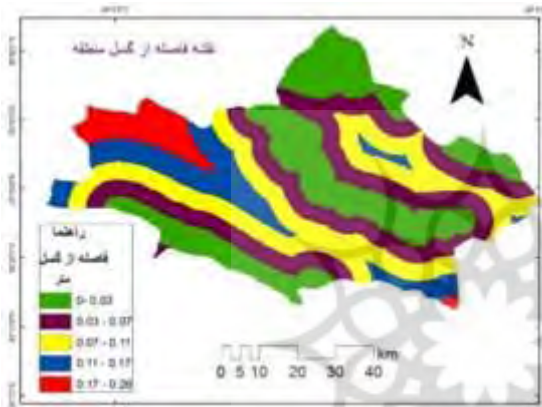 نقشه فاصله از گسل منطقه
N
راهنما
فاصله از گسل
متر
0- 0.03
0.03 - 0.07
0.07 - 0.11
0.11 - 0.17
0.17 - 0.26
km
0 5 10 20 30 40